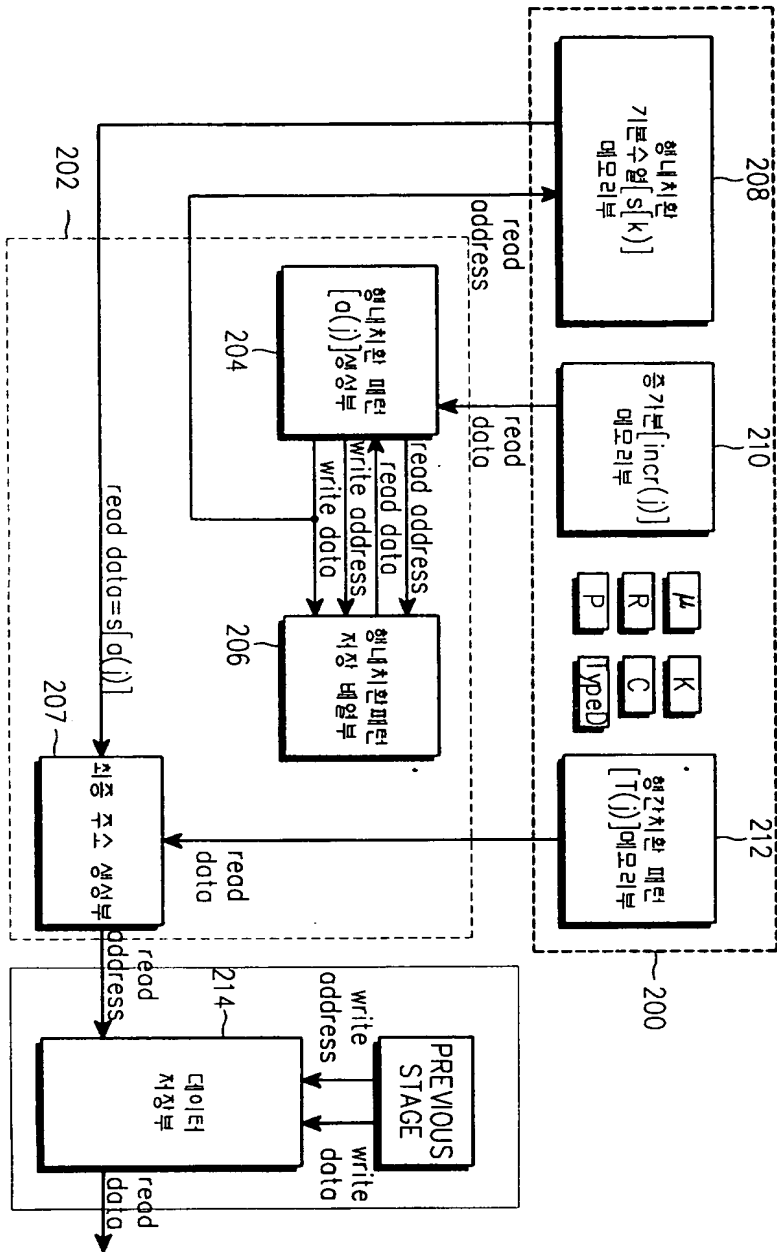 208
행내치환
기본수열[s[k)]
메모리부
210
증가분[incr(j)]
메모리부
μ
K
R
C
P
TypeD
212
행간치환 패턴
[T(j)]메모리부
200
202
read
address
read
data
read
data
204
행내치환 패턴
[a(j)]생성부
read address
read data
write address
write data
206
행내치환패턴
저장 배열부
read data=s[a(j)]
207
최종 주소 생성부
read
address
PREVIOUS
STAGE
write
address
write
data
214
데이터
저장부
read
data